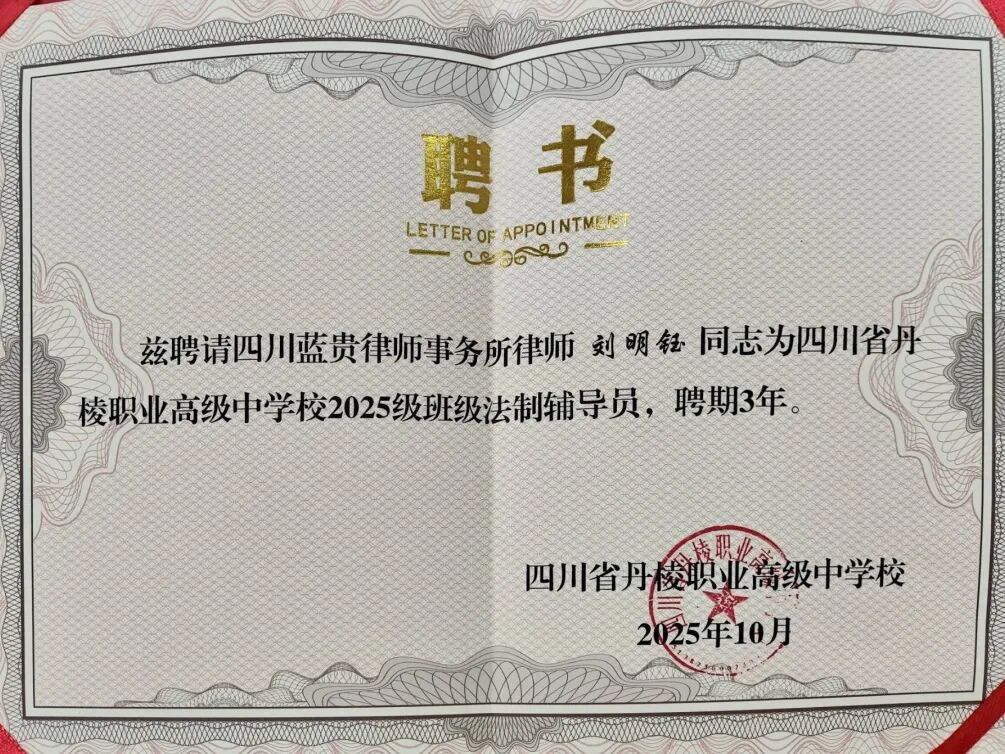 聘书
LETTER OF APPOINTMENT
兹聘请四川蓝贵律师事务所律师 刘明钰 同志为四川省丹
棱职业高级中学校2025级班级法制辅导员，聘期3年。
四川省丹棱职业高级中学校
2025年10月